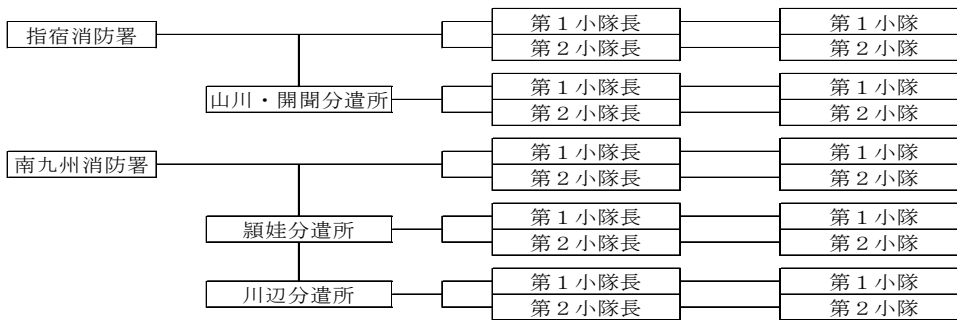 指宿消防署
第１小隊長 第１小隊
第２小隊長 第２小隊
山川・開聞分遣所
第１小隊長 第１小隊
第２小隊長 第２小隊
南九州消防署
第１小隊長 第１小隊
第２小隊長 第２小隊
頴娃分遣所
第１小隊長 第１小隊
第２小隊長 第２小隊
川辺分遣所
第１小隊長 第１小隊
第２小隊長 第２小隊